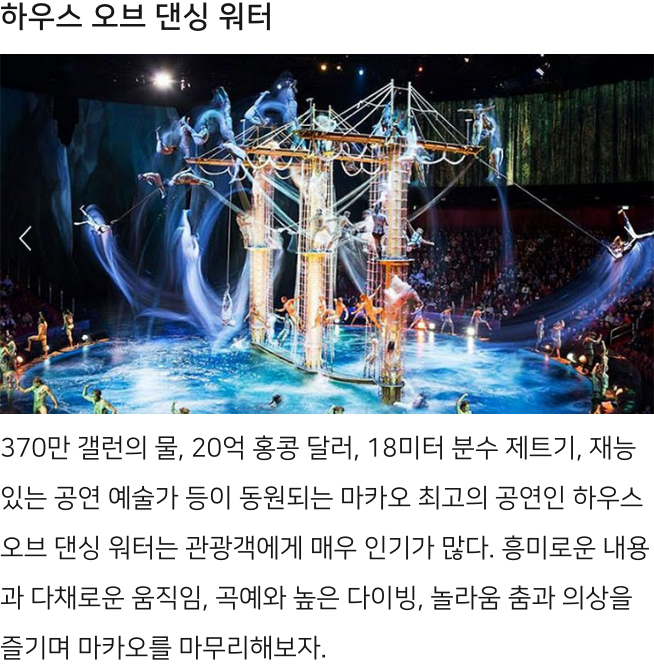 하우스 오브 댄싱 워터
370만 갤런의 물, 20억 홍콩 달러, 18미터 분수 제트기, 재능
있는 공연 예술가 등이 동원되는 마카오 최고의 공연인 하우스
오브 댄싱 워터는 관광객에게 매우 인기가 많다. 흥미로운 내용
과 다채로운 움직임, 곡예와 높은 다이빙, 놀라움 춤과 의상을
즐기며 마카오를 마무리해보자.